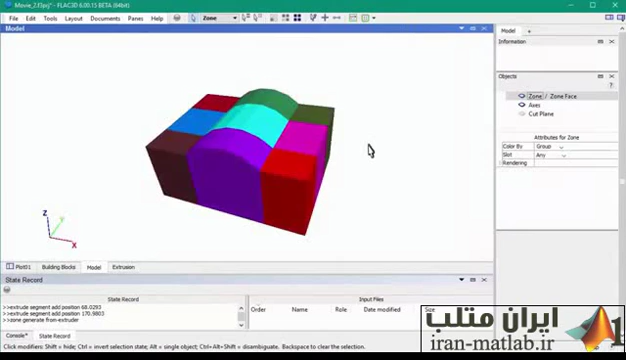 Movie_2.f3prj* - FLAC3D 6.00.15 BETA (64bit)
File Edit Tools Layout Documents Panes Help Zone
Model
Model
Information
Objects
Zone / Zone Face
Axes
Cut Plane
Attributes for Zone
Color By Group
Slot Any
Rendering
Z
Y
X
Plot01 Building Blocks Model Extrusion
State Record
State Record Input Files
>>extrude segment add position 68.0293
>>extrude segment add position 170.9803
>>zone generate from-extruder
Order Name Role Date modified Size
Console* State Record
Click modifiers: Shift = hide; Ctrl = invert selection state; Alt = single object; Ctrl+Alt+Shift = disambiguate. Backspace to clear the selection.
ایران متلب
iran-matlab.ir
1